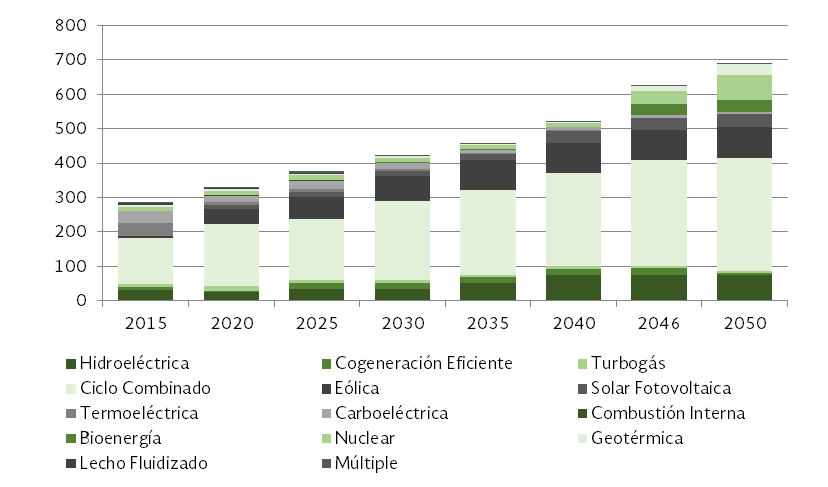 800
700
600
500
400
300
200
100
0
2015 2020 2025 2030 2035 2040 2046 2050
Hidroeléctrica Cogeneración Eficiente Turbogás
Ciclo Combinado Eólica Solar Fotovoltaica
Termoeléctrica Carboeléctrica Combustión Interna
Bioenergía Nuclear Geotérmica
Lecho Fluidizado Múltiple